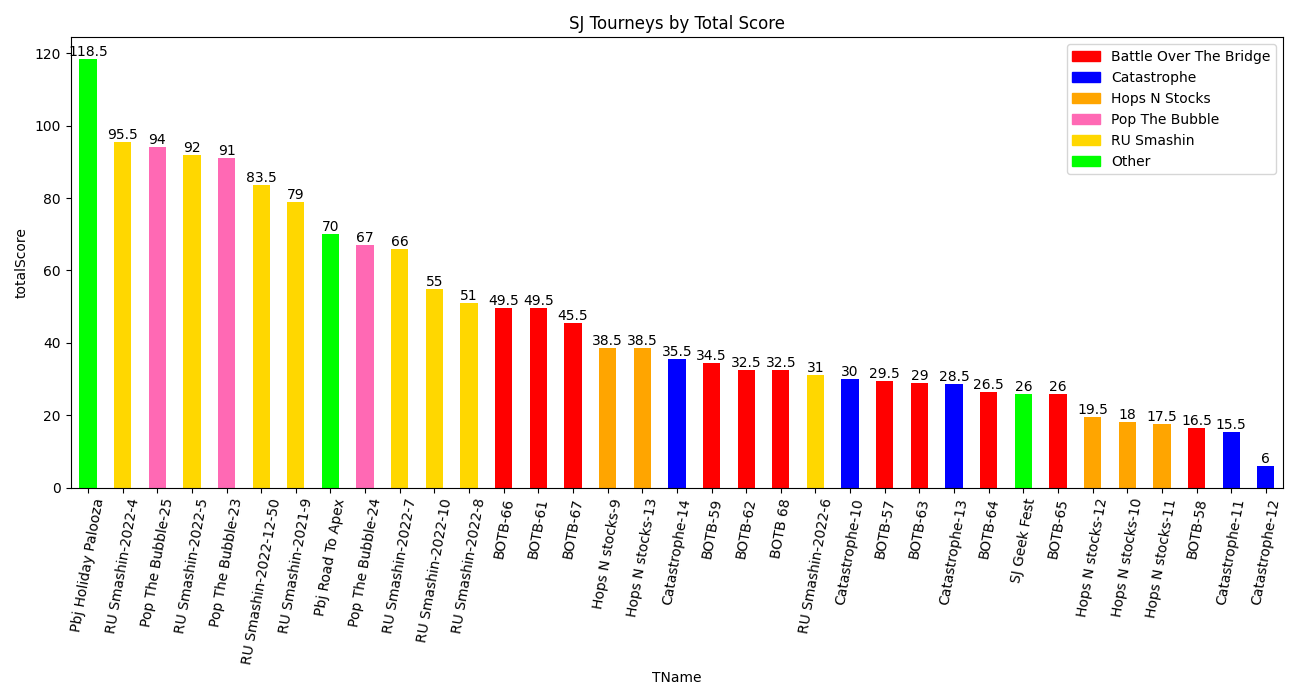 SJ Tourneys by Total Score
Battle Over The Bridge
Catastrophe
Hops N Stocks
Pop The Bubble
RU Smashin
Other
totalScore
120
100
80
60
40
20
0
118.5
95.5
94
92
91
83.5
79
70
67
66
55
51
49.5
49.5
45.5
38.5
38.5
35.5
34.5
32.5
32.5
31
30
29.5
29
28.5
26.5
26
26
19.5
18
17.5
16.5
15.5
6
Pbj Holiday Palooza
RU Smashin-2022-4
Pop The Bubble-25
RU Smashin-2022-5
Pop The Bubble-23
RU Smashin-2022-12-50
RU Smashin-2021-9
Pbj Road To Apex
Pop The Bubble-24
RU Smashin-2022-7
RU Smashin-2022-10
RU Smashin-2022-8
BOTB-66
BOTB-61
BOTB-67
Hops N stocks-9
Hops N stocks-13
Catastrophe-14
BOTB-59
BOTB-62
BOTB 68
RU Smashin-2022-6
Catastrophe-10
BOTB-57
BOTB-63
Catastrophe-13
BOTB-64
SJ Geek Fest
BOTB-65
Hops N stocks-12
Hops N stocks-10
Hops N stocks-11
BOTB-58
Catastrophe-11
Catastrophe-12
TName